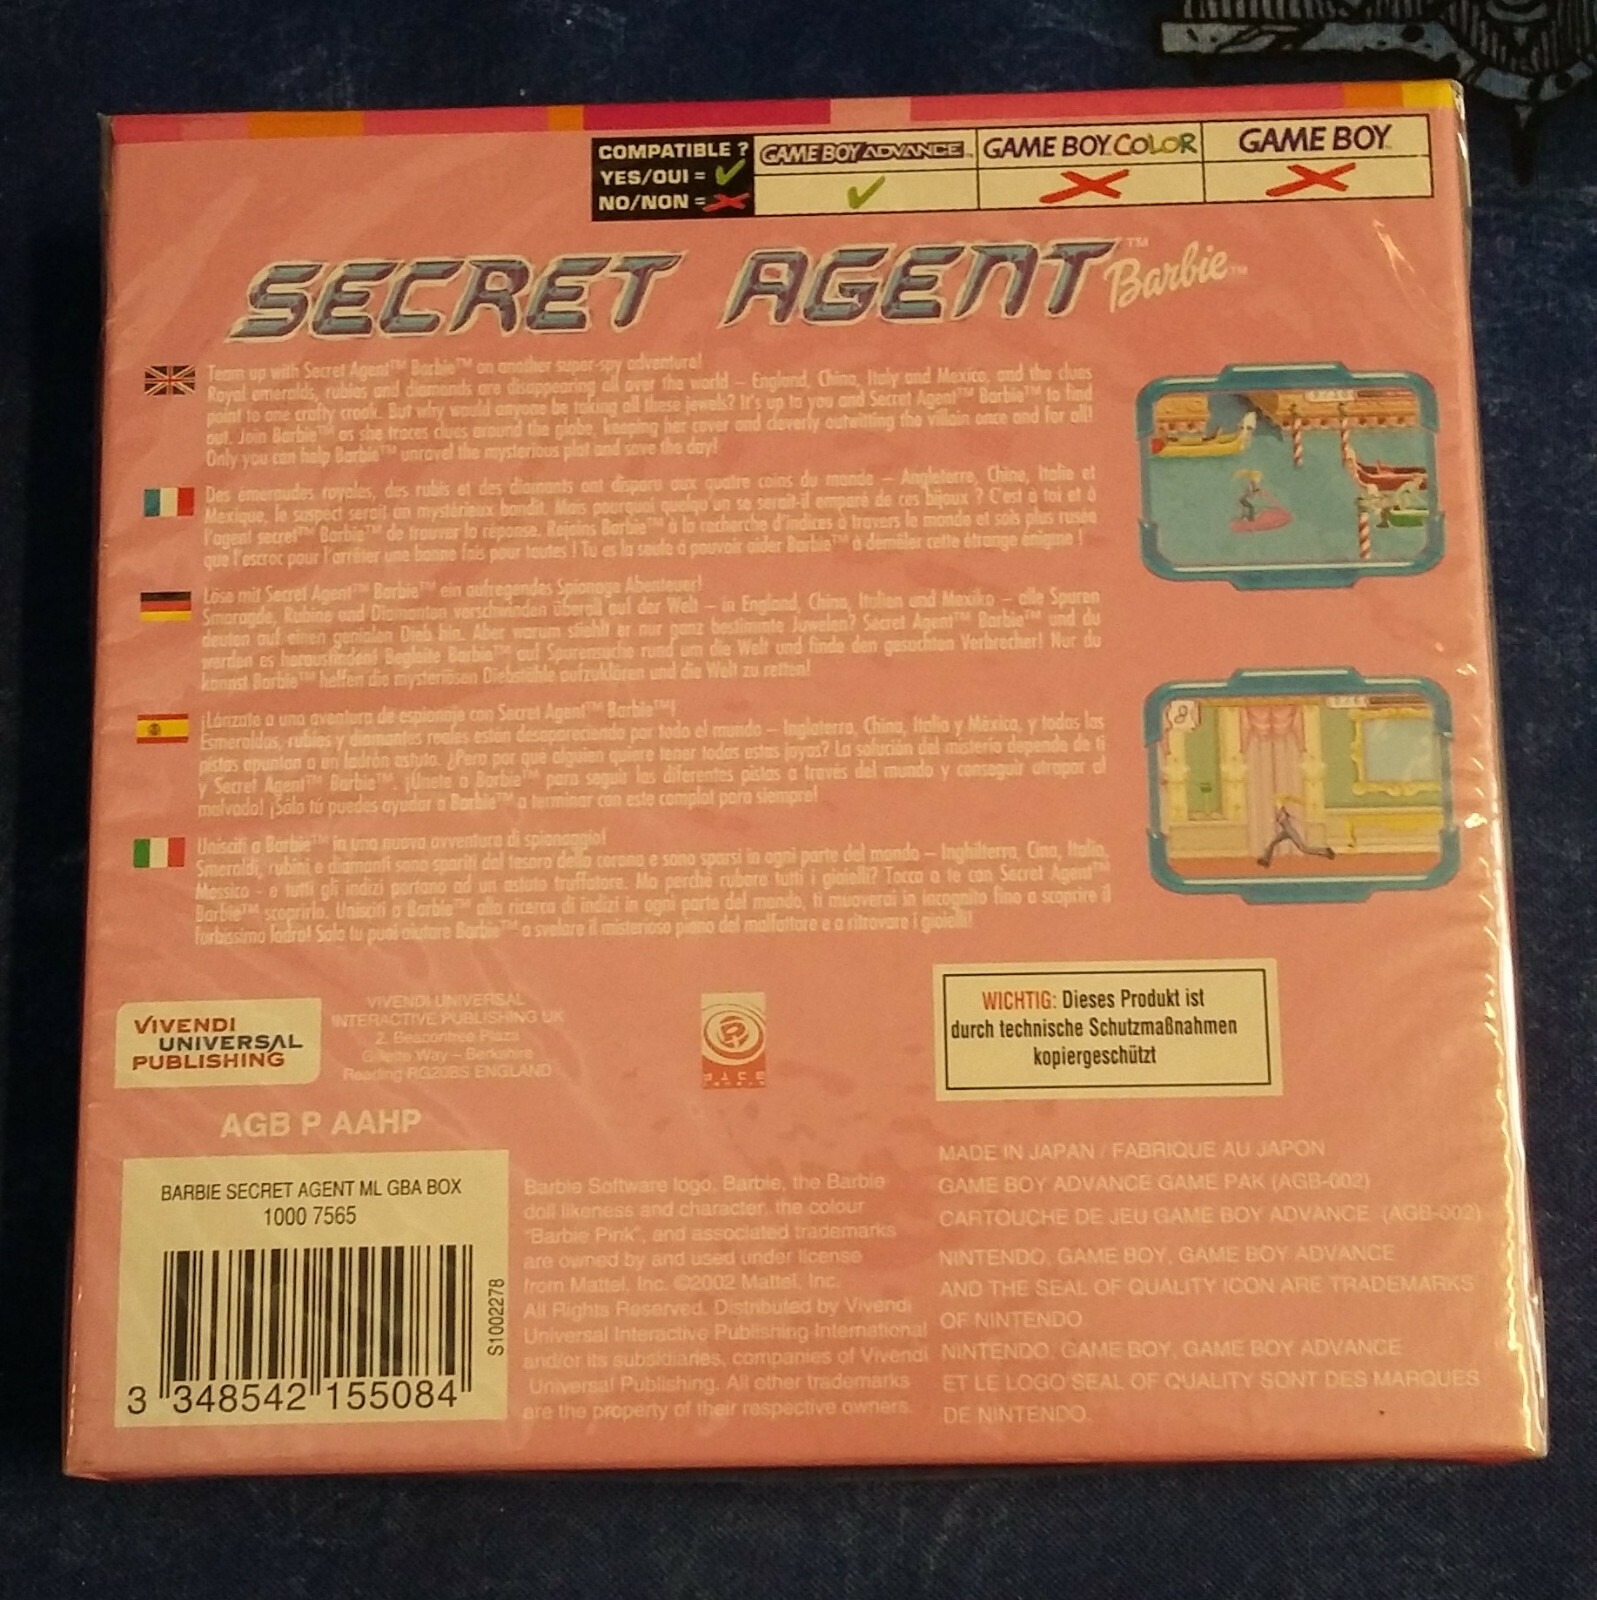 COMPATIBLE ?
YES/OUI =
NO/NON =
GAME BOY ADVANCE™
GAME BOY COLOR
GAME BOY™
SECRET AGENT™ Barbie™
Team up with Secret Agent™ Barbie™ on another super-spy adventure!
Royal emeralds, rubies and diamonds are disappearing all over the world – England, China, Italy and Mexico, and the clues
point to one crafty crook. But why would anyone be taking all these jewels? It's up to you and Secret Agent™ Barbie™ to find
out. Join Barbie™ as she traces clues around the globe, keeping her cover and cleverly outwitting the villain once and for all!
Only you can help Barbie™ unravel the mysterious plot and save the day!
Des émeraudes royales, des rubis et des diamants ont disparu aux quatre coins du monde – Angleterre, Chine, Italie et
Mexique, le suspect serait un mystérieux bandit. Mais pourquoi quelqu'un se serait-il emparé de ces bijoux ? C'est à toi et à
l'agent secret™ Barbie™ de trouver la réponse. Rejoins Barbie™ à la recherche d'indices à travers le monde et sois plus rusée
que l'escroc pour l'arrêter une bonne fois pour toutes ! Tu es la seule à pouvoir aider Barbie™ à démêler cette étrange énigme !
Löse mit Secret Agent™ Barbie™ ein aufregendes Spionage Abenteuer!
Smaragde, Rubine und Diamanten verschwinden überall auf der Welt – in England, China, Italien und Mexiko – alle Spuren
deuten auf einen genialen Dieb hin. Aber warum stiehlt er nur ganz bestimmte Juwelen? Secret Agent™ Barbie™ und du
werden es herausfinden! Begleite Barbie™ auf Spurensuche rund um die Welt und finde den gesuchten Verbrecher! Nur du
kannst Barbie™ helfen die mysteriösen Diebstähle aufzuklären und die Welt zu retten!
¡Lánzate a una aventura de espionaje con Secret Agent™ Barbie™!
Esmeraldas, rubíes y diamantes reales están desapareciendo por todo el mundo – Inglaterra, China, Italia y México, y todas las
pistas apuntan a un ladrón astuto. ¿Pero por que alguien quiere tener todas estas joyas? La solución del misterio depende de ti
y Secret Agent™ Barbie™. ¡Únete a Barbie™ para seguir las diferentes pistas a través del mundo y conseguir atrapar al
malvado! ¡Sólo tú puedes ayudar a Barbie™ a terminar con este complot para siempre!
Unisciti a Barbie™ in una nuova avventura di spionaggio!
Smeraldi, rubini e diamanti sono spariti dal tesoro della corona e sono sparsi in ogni parte del mondo – Inghilterra, Cina, Italia,
Messico - e tutti gli indizi portano ad un astuto truffatore. Ma perché rubare tutti i gioielli? Tocca a te con Secret Agent™
Barbie™ scoprirlo. Unisciti a Barbie™ alla ricerca di indizi in ogni parte del mondo, ti muoverai in incognito fino a scoprire il
furbissimo ladro! Solo tu puoi aiutare Barbie™ a svelare il misterioso piano del malfattore e a ritrovare i gioielli!
8
VIVENDI
UNIVERSAL
PUBLISHING
VIVENDI UNIVERSAL
INTERACTIVE PUBLISHING UK
2, Beacontree Plaza
Gillette Way – Berkshire
Reading RG20BS ENGLAND
WICHTIG: Dieses Produkt ist
durch technische Schutzmaßnahmen
kopiergeschützt
AGB P AAHP
BARBIE SECRET AGENT ML GBA BOX
1000 7565
S1002278
3 348542 155084
Barbie Software logo, Barbie, the Barbie
doll likeness and character, the colour
"Barbie Pink", and associated trademarks
are owned by and used under license
from Mattel, Inc. ©2002 Mattel, Inc.
All Rights Reserved. Distributed by Vivendi
Universal Interactive Publishing International
and/or its subsidiaries, companies of Vivendi
Universal Publishing. All other trademarks
are the property of their respective owners.
MADE IN JAPAN / FABRIQUE AU JAPON
GAME BOY ADVANCE GAME PAK (AGB-002)
CARTOUCHE DE JEU GAME BOY ADVANCE (AGB-002)
NINTENDO, GAME BOY, GAME BOY ADVANCE
AND THE SEAL OF QUALITY ICON ARE TRADEMARKS
OF NINTENDO.
NINTENDO, GAME BOY, GAME BOY ADVANCE
ET LE LOGO SEAL OF QUALITY SONT DES MARQUES
DE NINTENDO.